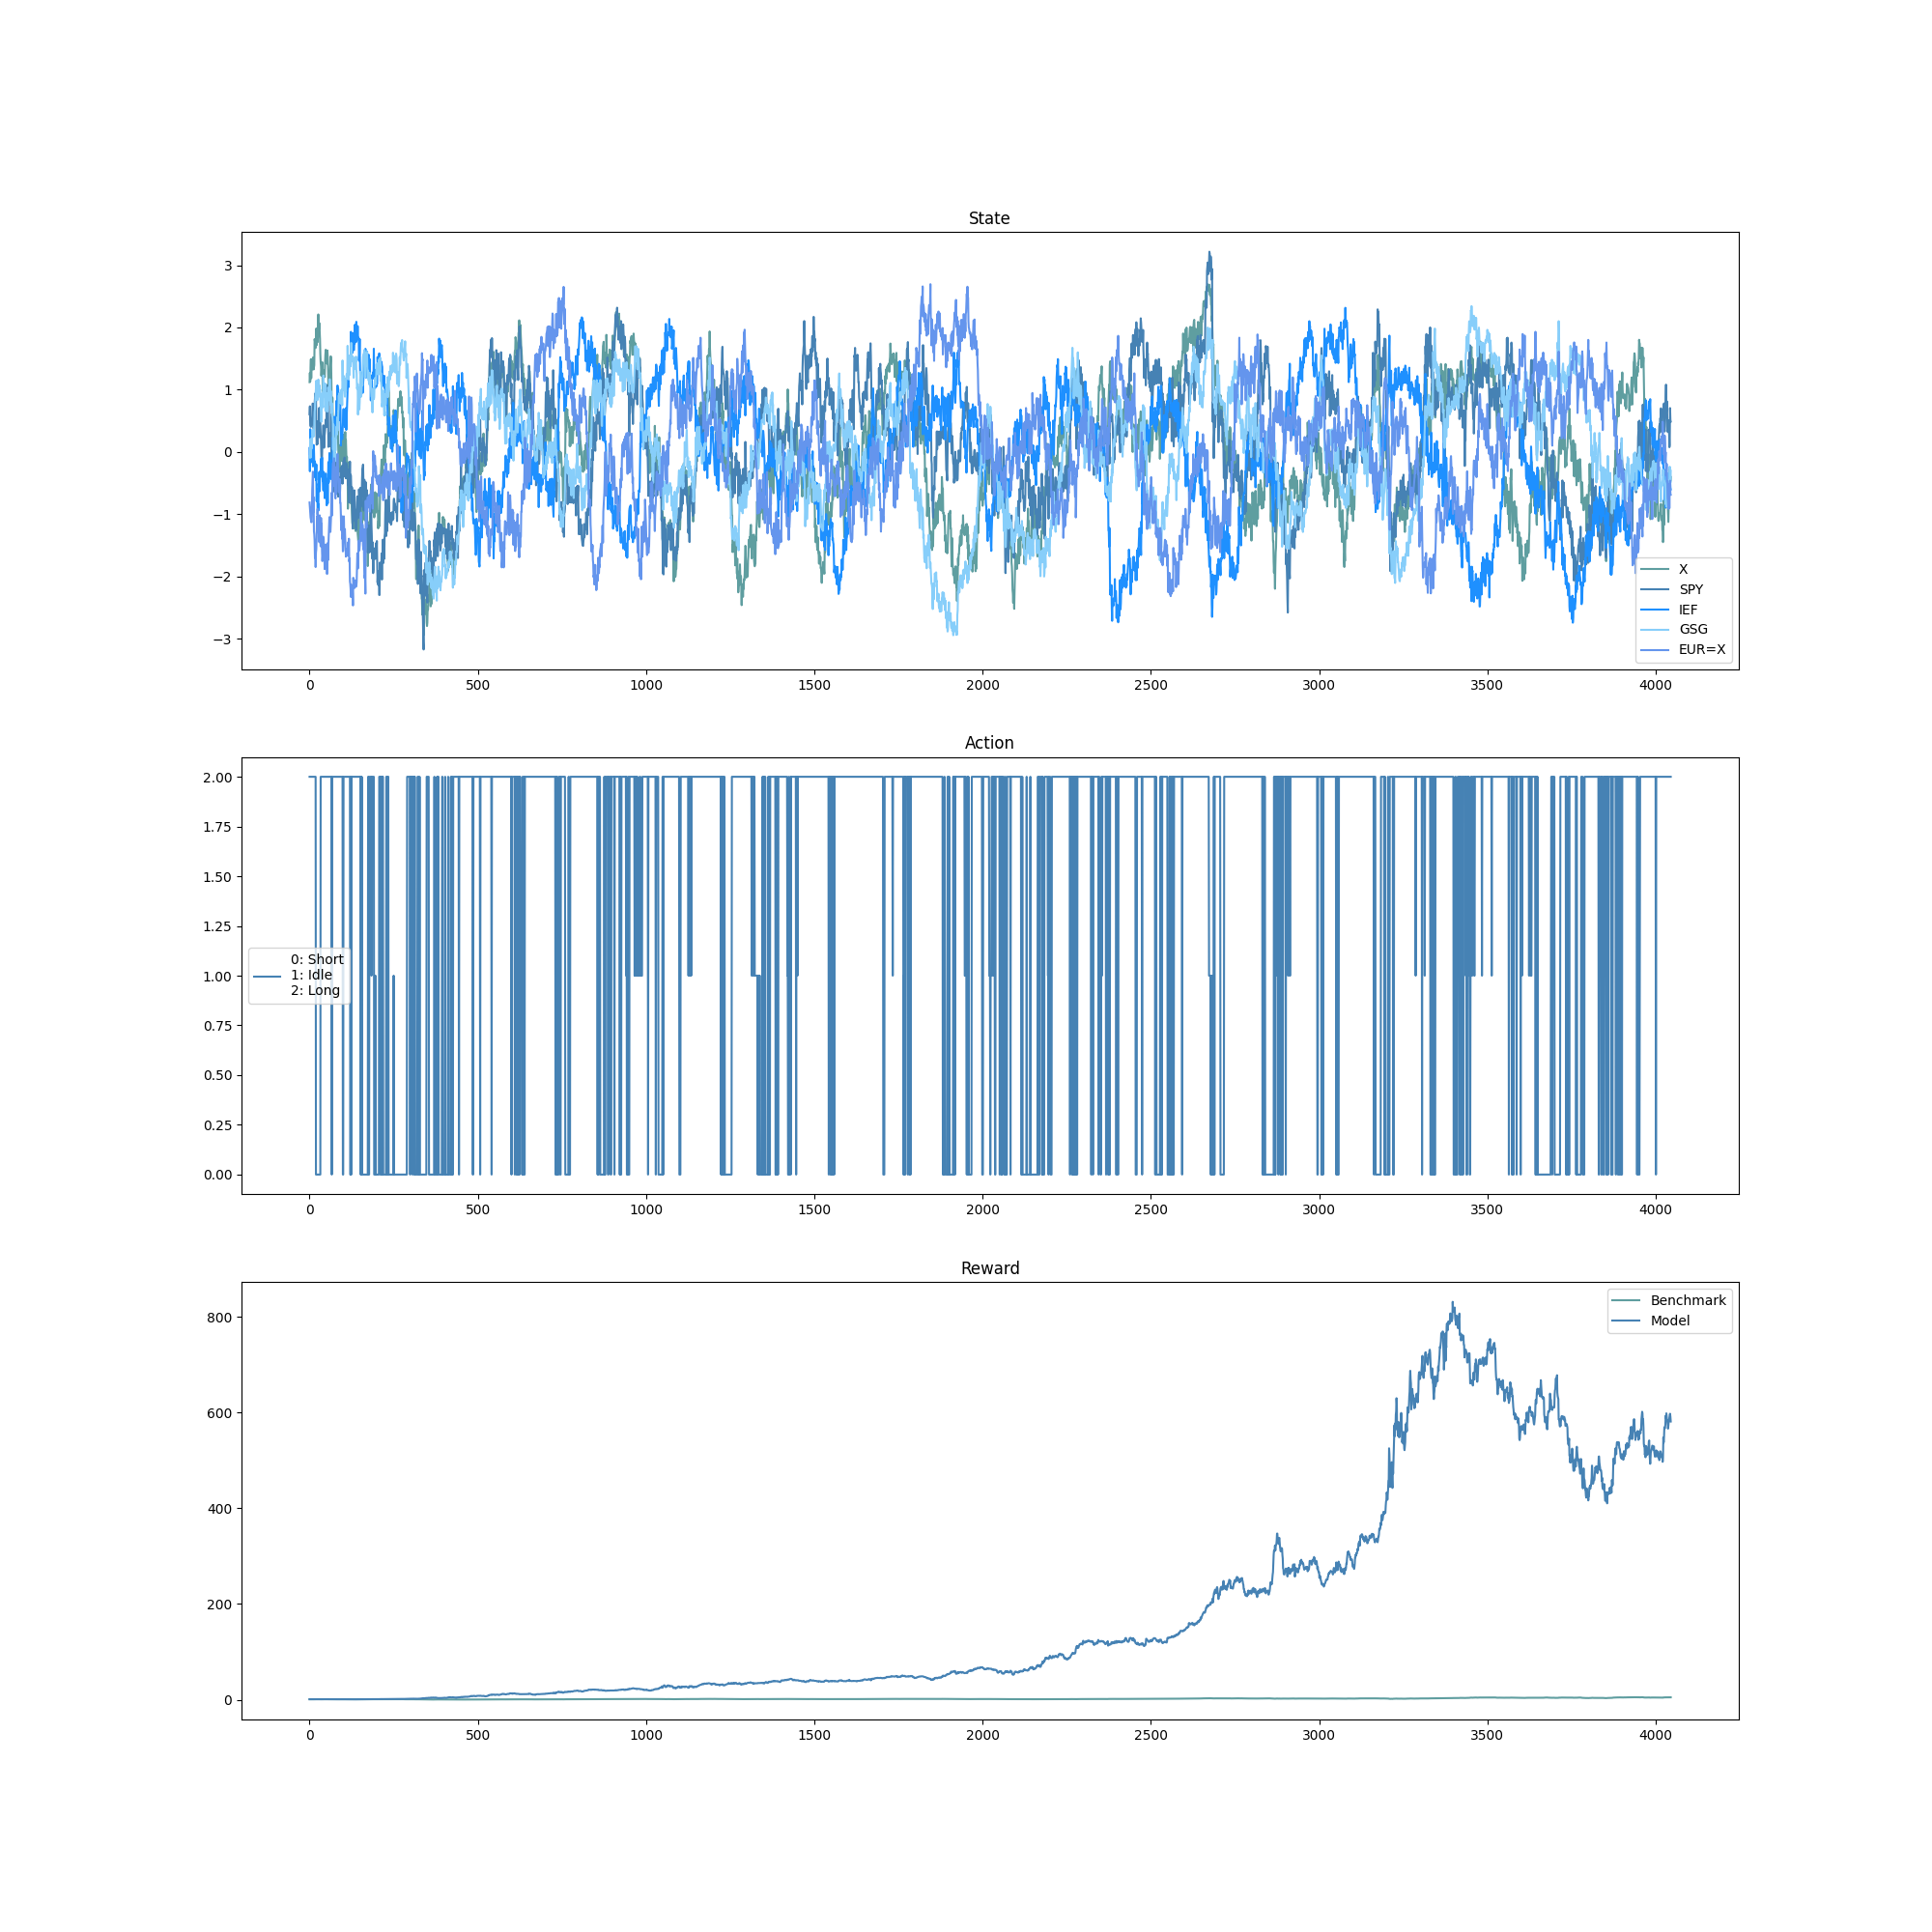 State
3
2
1
0
−1
−2
−3
X
SPY
IEF
GSG
EUR=X
0 500 1000 1500 2000 2500 3000 3500 4000
Action
2.00
1.75
1.50
1.25
1.00
0.75
0.50
0.25
0.00
0: Short
1: Idle
2: Long
0 500 1000 1500 2000 2500 3000 3500 4000
Reward
800
600
400
200
0
Benchmark
Model
0 500 1000 1500 2000 2500 3000 3500 4000